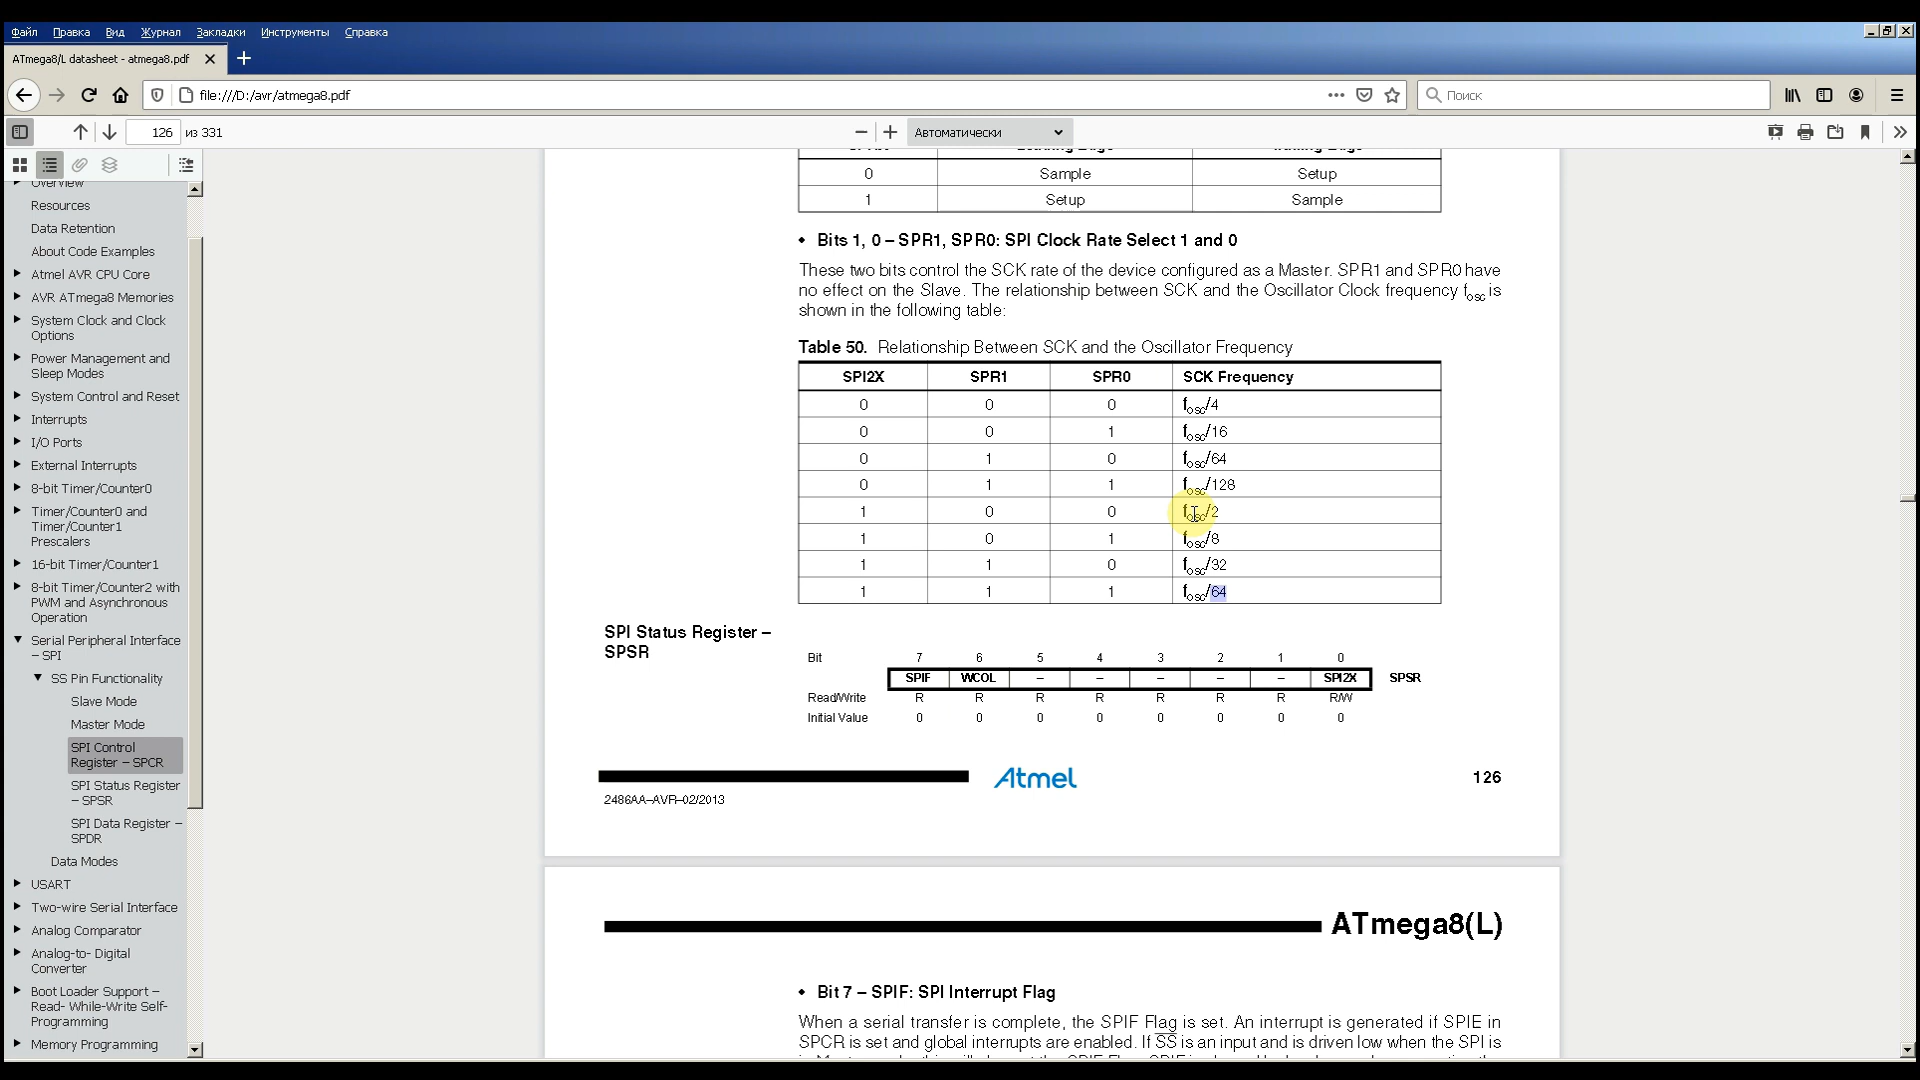 Файл Правка Вид Журнал Закладки Инструменты Справка
ATmega8/L datasheet - atmega8.pdf
file:///D:/avr/atmega8.pdf
Поиск
126 из 331
Автоматически
Overview
Resources
Data Retention
About Code Examples
Atmel AVR CPU Core
AVR ATmega8 Memories
System Clock and Clock
Options
Power Management and
Sleep Modes
System Control and Reset
Interrupts
I/O Ports
External Interrupts
8-bit Timer/Counter0
Timer/Counter0 and
Timer/Counter1
Prescalers
16-bit Timer/Counter1
8-bit Timer/Counter2 with
PWM and Asynchronous
Operation
Serial Peripheral Interface
– SPI
SS Pin Functionality
Slave Mode
Master Mode
SPI Control
Register – SPCR
SPI Status Register
– SPSR
SPI Data Register –
SPDR
Data Modes
USART
Two-wire Serial Interface
Analog Comparator
Analog-to- Digital
Converter
Boot Loader Support –
Read- While-Write Self-
Programming
Memory Programming
0 Sample Setup
1 Setup Sample
• Bits 1, 0 – SPR1, SPR0: SPI Clock Rate Select 1 and 0
These two bits control the SCK rate of the device configured as a Master. SPR1 and SPR0 have
no effect on the Slave. The relationship between SCK and the Oscillator Clock frequency fosc is
shown in the following table:
Table 50. Relationship Between SCK and the Oscillator Frequency
SPI2X SPR1 SPR0 SCK Frequency
0 0 0 fosc/4
0 0 1 fosc/16
0 1 0 fosc/64
0 1 1 fosc/128
1 0 0 fosc/2
1 0 1 fosc/8
1 1 0 fosc/32
1 1 1 fosc/64
SPI Status Register –
SPSR
Bit 7 6 5 4 3 2 1 0
SPIF WCOL – – – – – SPI2X SPSR
Read/Write R R R R R R R R/W
Initial Value 0 0 0 0 0 0 0 0
Atmel
126
2486AA–AVR–02/2013
ATmega8(L)
• Bit 7 – SPIF: SPI Interrupt Flag
When a serial transfer is complete, the SPIF Flag is set. An interrupt is generated if SPIE in
SPCR is set and global interrupts are enabled. If SS is an input and is driven low when the SPI is